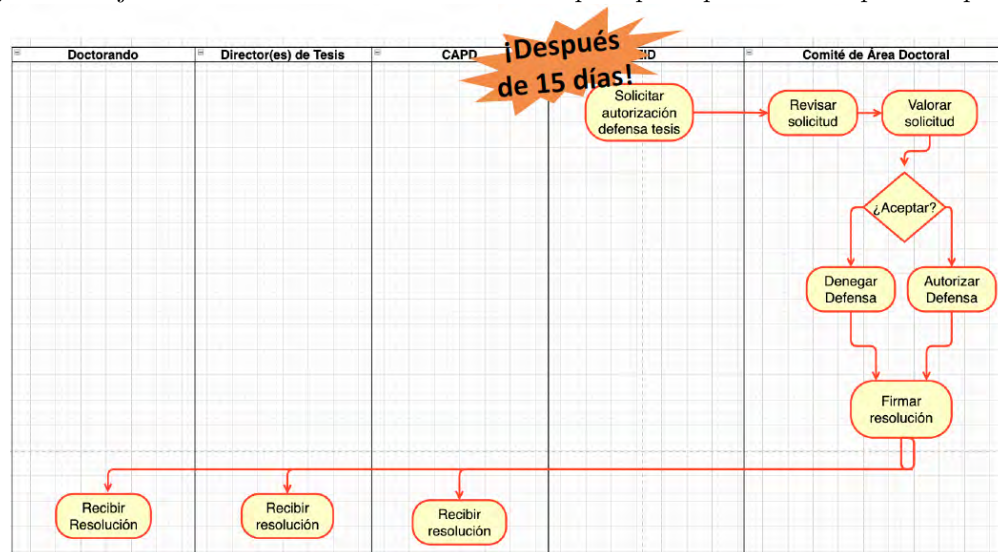 Doctorando
Director(es) de Tesis
CAPD
¡Después
de 15 días!
Comité de Área Doctoral
Solicitar
autorización
defensa tesis
Revisar
solicitud
Valorar
solicitud
¿Aceptar?
Denegar
Defensa
Autorizar
Defensa
Firmar
resolución
Recibir
Resolución
Recibir
resolución
Recibir
resolución